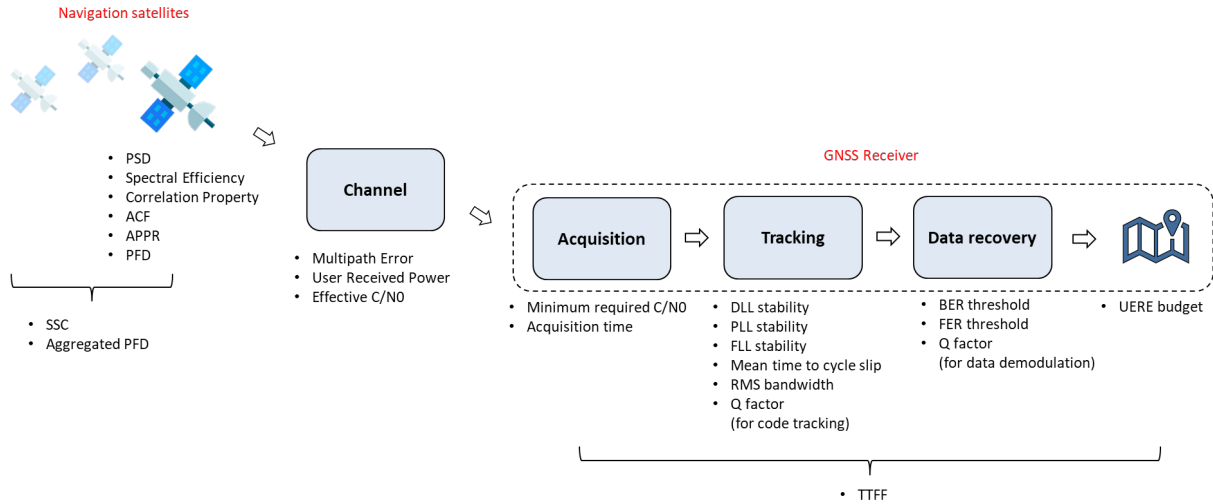 Navigation satellites
• PSD
• Spectral Efficiency
• Correlation Property
• ACF
• APPR
• PFD
• SSC
• Aggregated PFD
Channel
• Multipath Error
• User Received Power
• Effective C/N0
GNSS Receiver
Acquisition
• Minimum required C/N0
• Acquisition time
Tracking
• DLL stability
• PLL stability
• FLL stability
• Mean time to cycle slip
• RMS bandwidth
• Q factor
(for code tracking)
Data recovery
• BER threshold
• FER threshold
• Q factor
(for data demodulation)
• UERE budget
• TTFF